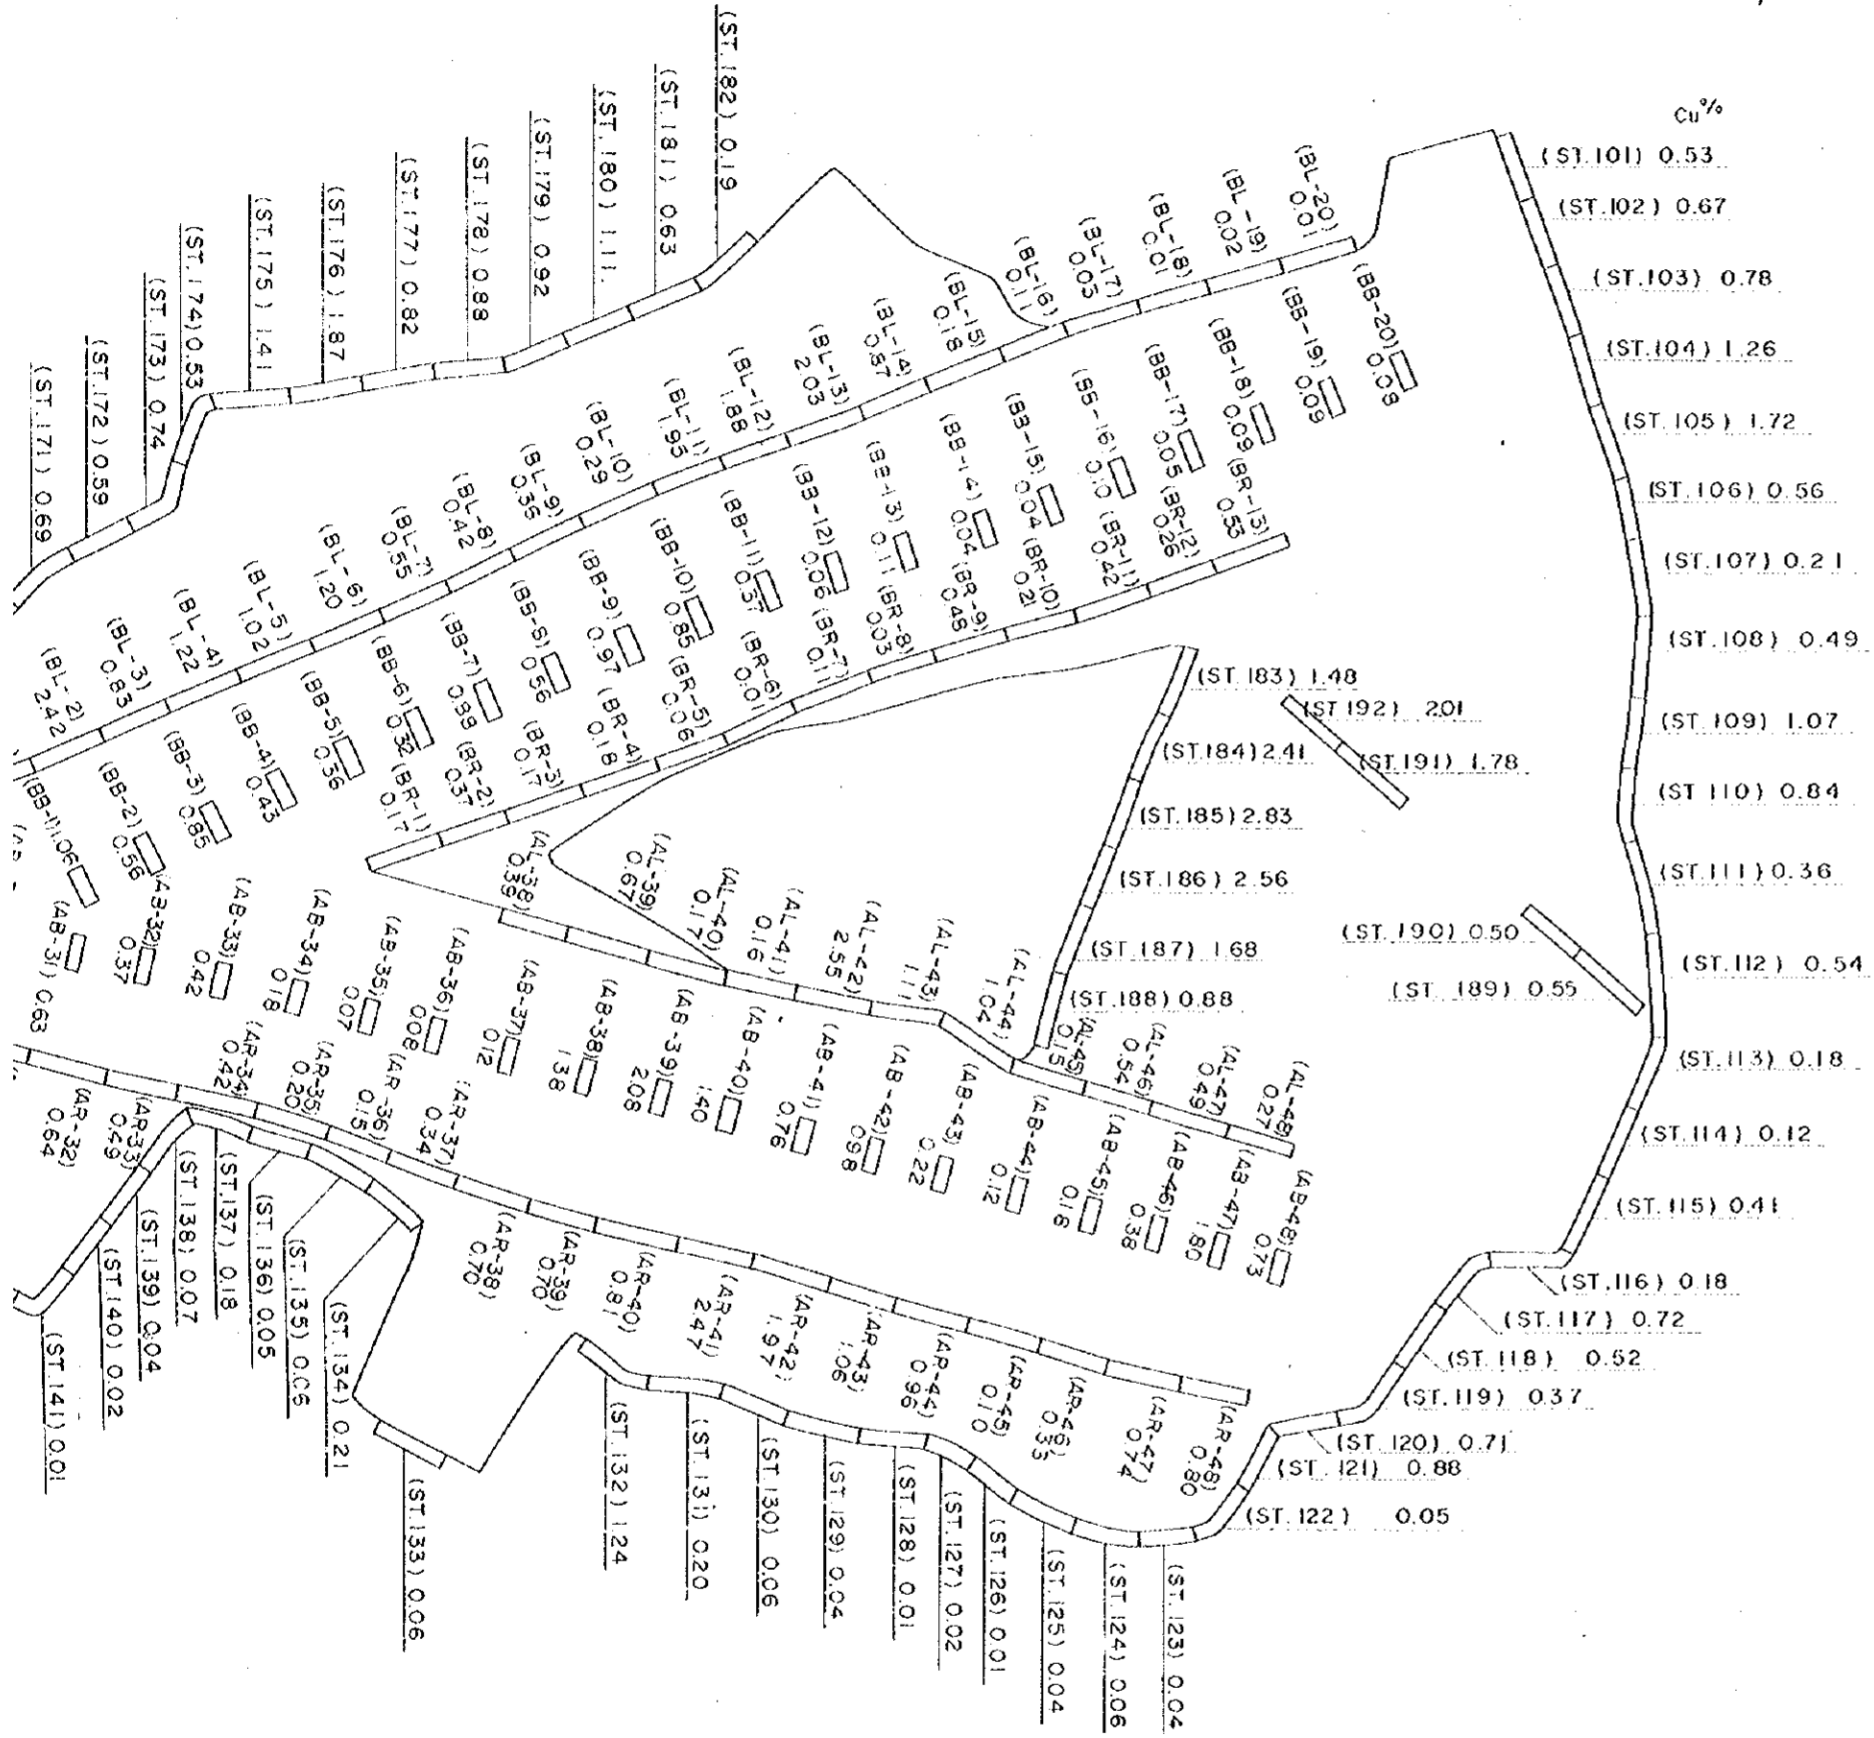 Cu%
(ST.101) 0.53
(ST.102) 0.67
(ST.103) 0.78
(ST.104) 1.26
(ST.105) 1.72
(ST.106) 0.56
(ST.107) 0.21
(ST.108) 0.49
(ST.109) 1.07
(ST 110) 0.84
(ST.111) 0.36
(ST.112) 0.54
(ST.113) 0.18
(ST.114) 0.12
(ST.115) 0.41
(ST.116) 0.18
(ST.117) 0.72
(ST.118) 0.52
(ST.119) 0.37
(ST.120) 0.71
(ST.121) 0.88
(ST.122) 0.05
(ST.123) 0.04
(ST.124) 0.06
(ST.125) 0.04
(ST.126) 0.01
(ST.127) 0.02
(ST.128) 0.01
(ST.129) 0.04
(ST.130) 0.06
(ST.131) 0.20
(ST.132) 1.24
(ST.133) 0.06
(ST.134) 0.21
(ST.135) 0.06
(ST.136) 0.05
(ST.137) 0.18
(ST.138) 0.07
(ST.139) 0.04
(ST.140) 0.02
(ST.141) 0.01
(ST.171) 0.69
(ST.172) 0.59
(ST.173) 0.74
(ST.174) 0.53
(ST.175) 1.41
(ST.176) 1.87
(ST.177) 0.82
(ST.178) 0.88
(ST.179) 0.92
(ST.180) 1.11
(ST.181) 0.63
(ST.182) 0.19
(ST.183) 1.48
(ST.184) 2.41
(ST.185) 2.83
(ST.186) 2.56
(ST.187) 1.68
(ST.188) 0.88
(ST.189) 0.55
(ST.190) 0.50
(ST.191) 1.78
(ST 192) 2.01
(BL-2)
2.42
(BL-3)
0.83
(BL-4)
1.22
(BL-5)
1.02
(BL-6)
1.20
(BL-7)
0.55
(BL-8)
0.42
(BL-9)
0.36
(BL-10)
0.29
(BL-11)
1.95
(BL-12)
1.88
(BL-13)
2.03
(BL-14)
0.87
(BL-15)
0.18
(BL-16)
0.11
(BL-17)
0.05
(BL-18)
0.01
(BL-19)
0.02
(BL-20)
0.01
(BB-1) 1.06
(BB-2)
0.56
(BB-3)
0.85
(BB-4)
0.43
(BB-5)
0.36
(BB-6)
0.32
(BB-7)
0.88
(BB-8)
0.56
(BB-9)
0.97
(BB-10)
0.85
(BB-11)
0.37
(BB-12)
0.06
(BB-13)
0.11
(BB-14)
0.04
(BB-15)
0.04
(BB-16)
0.10
(BB-17)
0.05
(BB-18)
0.09
(BB-19)
0.09
(BB-20)
(BR-1)
0.17
(BR-2)
0.37
(BR-3)
0.17
(BR-4)
0.18
(BR-5)
0.06
(BR-6)
0.01
(BR-7)
0.11
(BR-8)
0.03
(BR-9)
0.48
(BR-10)
0.21
(BR-11)
0.42
(BR-12)
0.26
(BR-13)
0.53
(AL-38)
0.39
(AL-39)
0.67
(AL-40)
0.17
(AL-41)
0.16
(AL-42)
2.55
(AL-43)
1.11
(AL-44)
1.04
(AL-45)
0.15
(AL-46)
0.54
(AL-47)
0.49
(AL-48)
0.27
(AB-31) 0.63
(AB-32)
0.37
(AB-33)
0.42
(AB-34)
0.18
(AB-35)
0.07
(AB-36)
0.08
(AB-37)
0.12
(AB-38)
1.38
(AB-39)
2.08
(AB-40)
1.40
(AB-41)
0.76
(AB-42)
0.98
(AB-43)
0.22
(AB-44)
0.12
(AB-45)
0.18
(AB-46)
0.38
(AB-47)
1.80
(AB-48)
0.73
(AR-32)
0.64
(AR-33)
0.49
(AR-34)
0.42
(AR-35)
0.20
(AR-36)
0.15
(AR-37)
0.34
(AR-38)
0.70
(AR-39)
0.70
(AR-40)
0.81
(AR-41)
2.47
(AR-42)
1.97
(AR-43)
1.06
(AR-44)
0.96
(AR-45)
0.10
(AR-46)
0.33
(AR-47)
0.74
(AR-48)
0.80